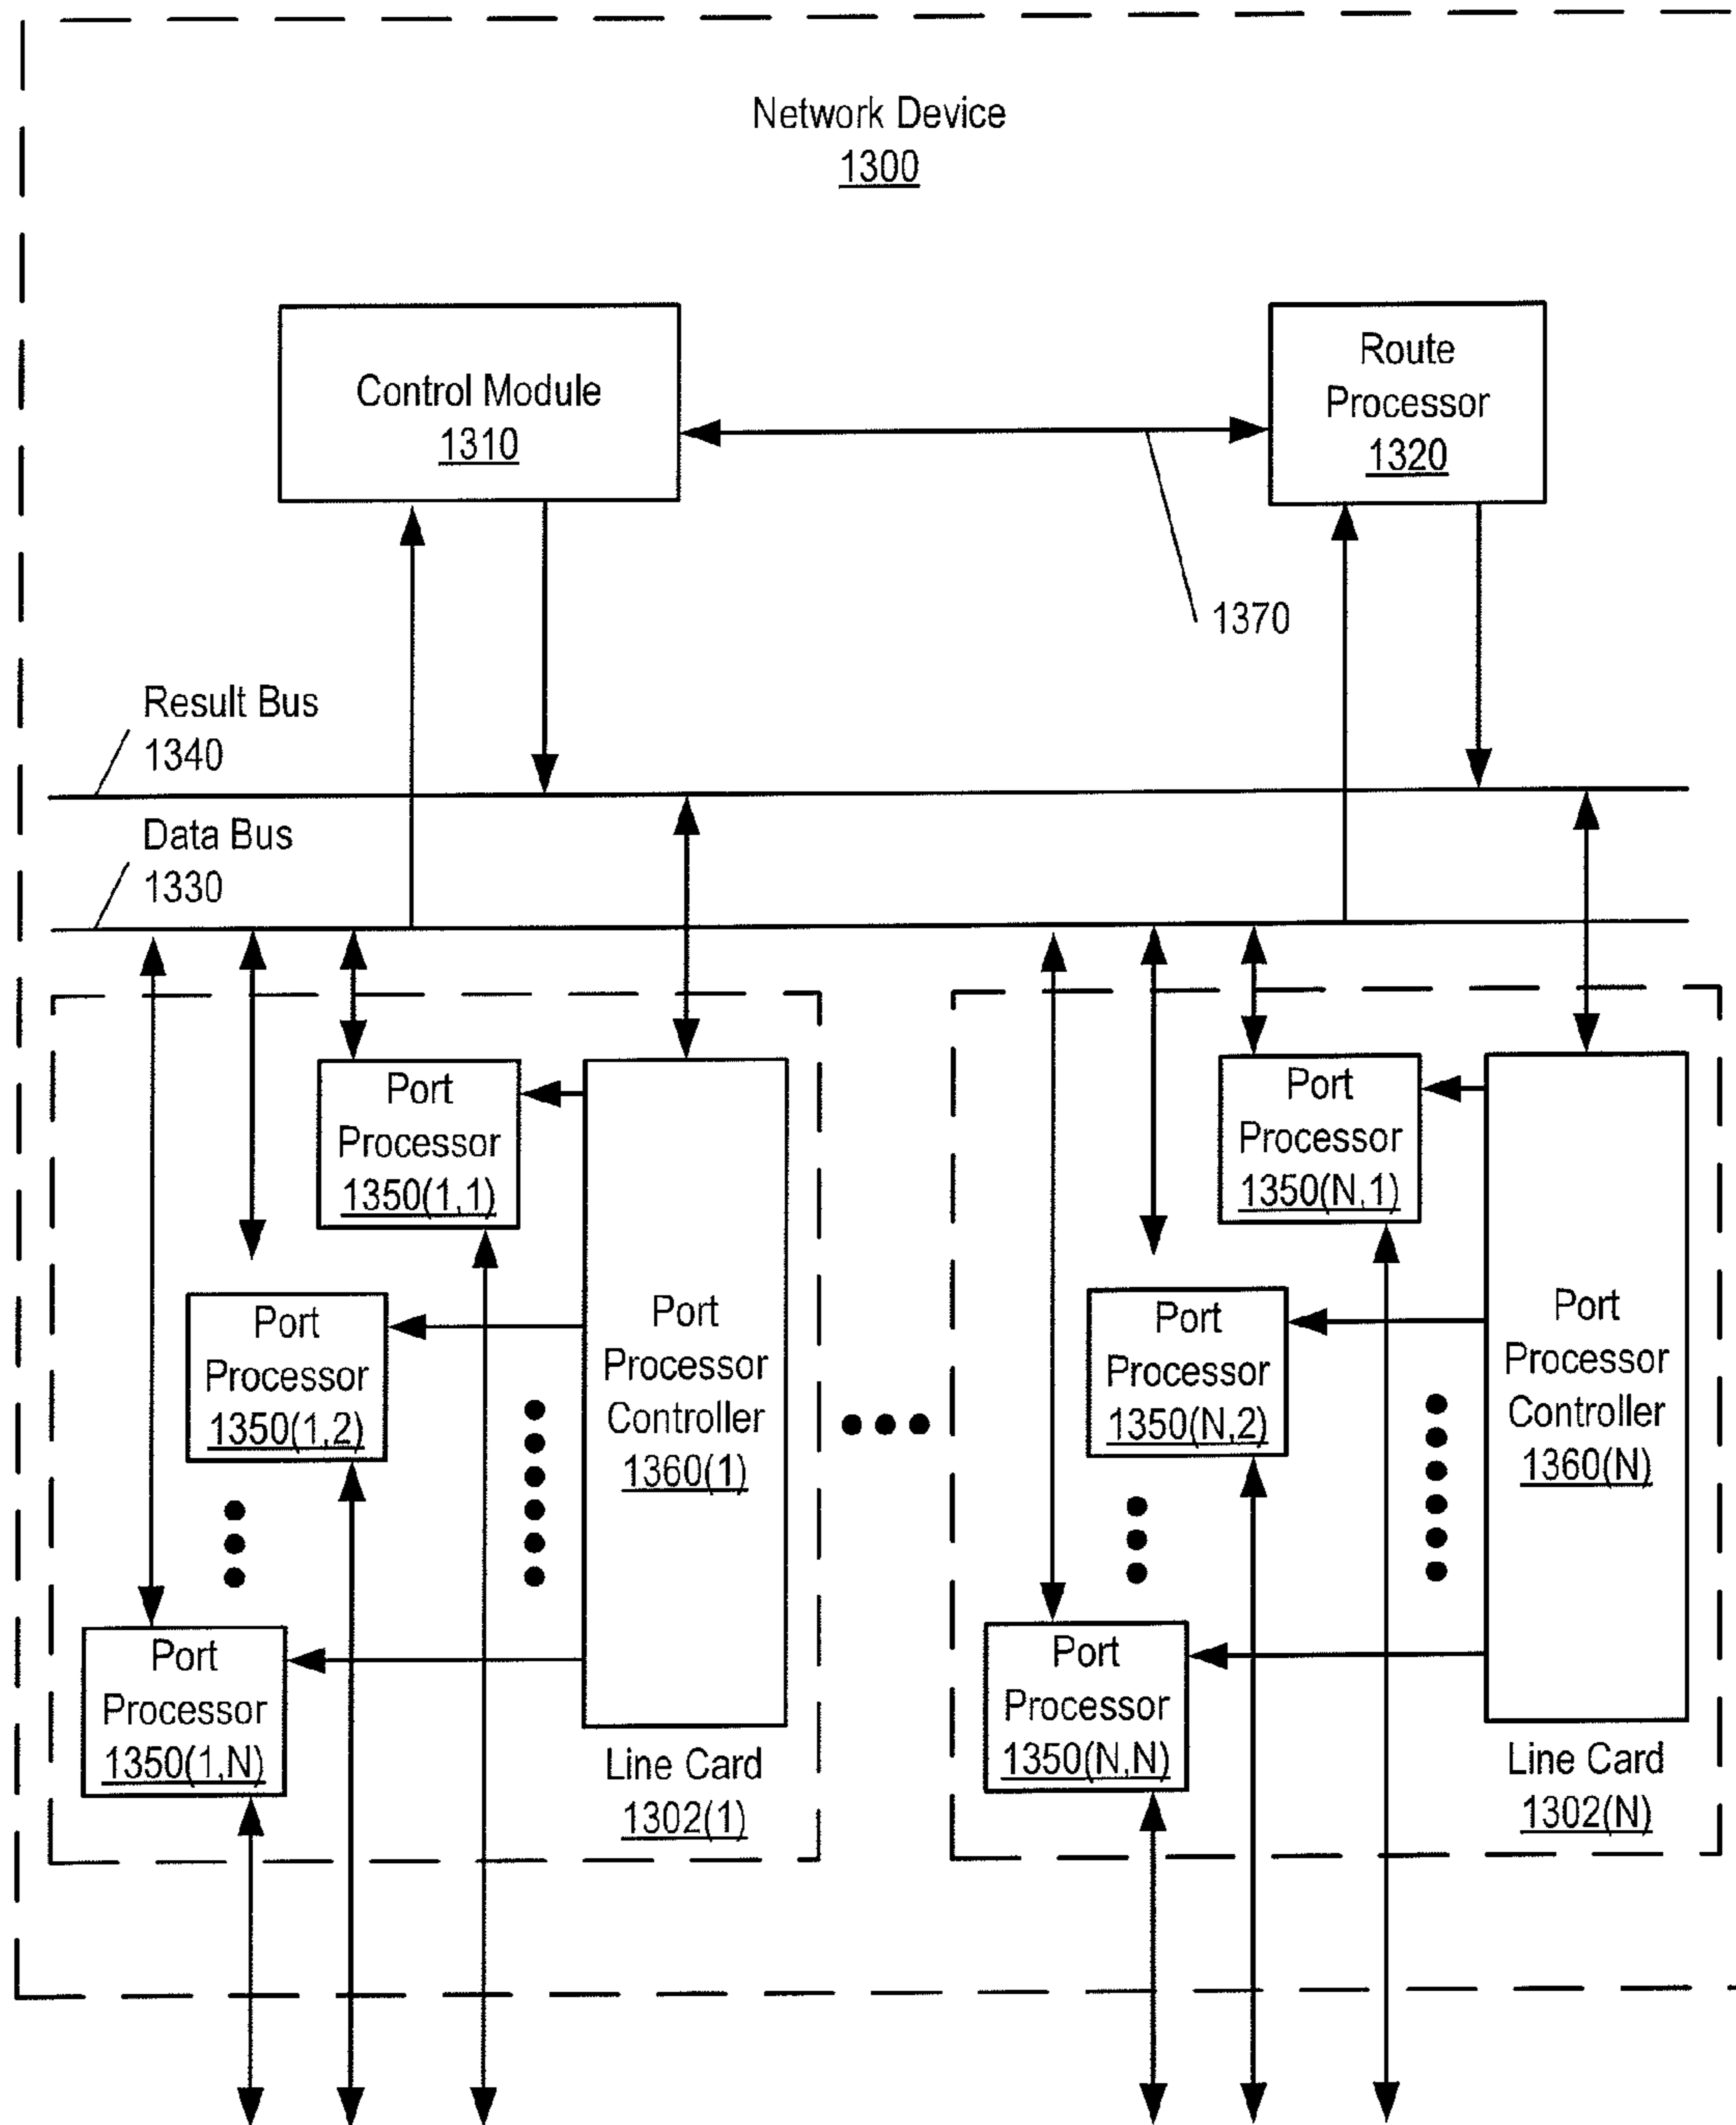 Network Device
1300
Control Module
1310
Route
Processor
1320
1370
Result Bus
1340
Data Bus
1330
Port
Processor
1350(1,1)
Port
Processor
1350(1,2)
Port
Processor
1350(1,N)
Port
Processor
Controller
1360(1)
Line Card
1302(1)
Port
Processor
1350(N,1)
Port
Processor
1350(N,2)
Port
Processor
1350(N,N)
Port
Processor
Controller
1360(N)
Line Card
1302(N)